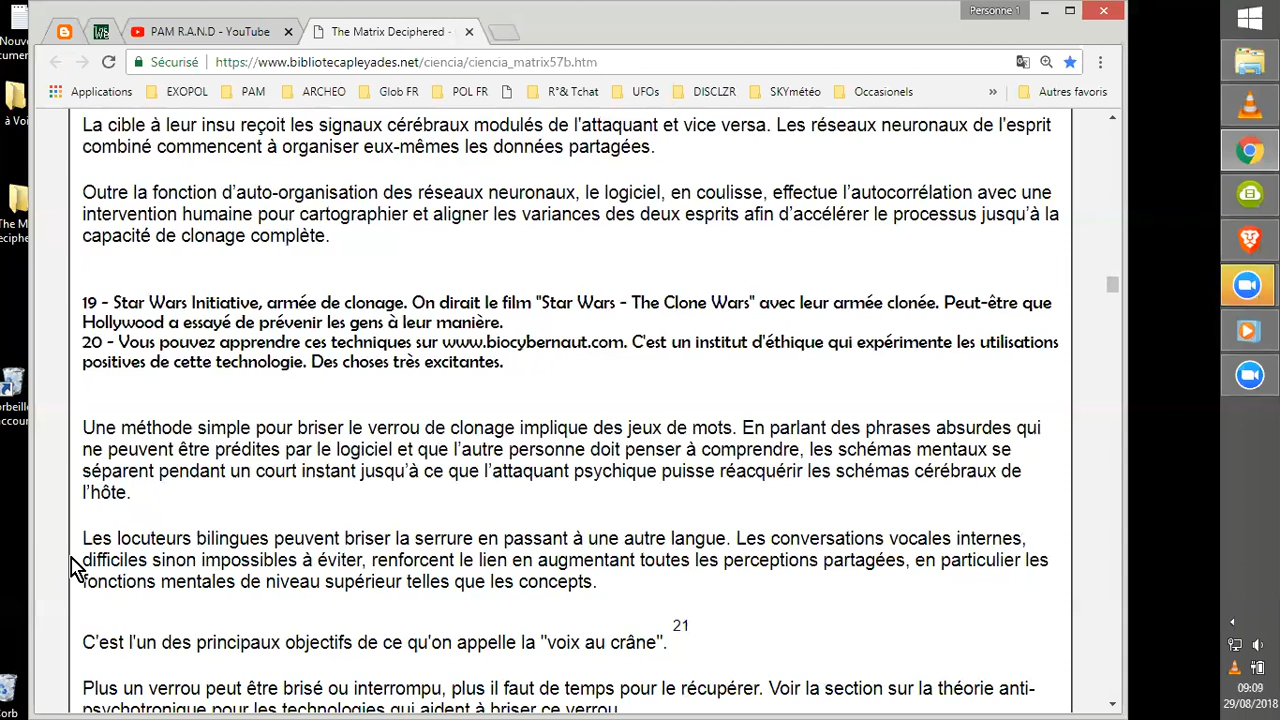 Personne 1
PAM R.A.N.D - YouTube
The Matrix Deciphered -
Sécurisé
https://www.bibliotecapleyades.net/ciencia/ciencia_matrix57b.htm
Applications
EXOPOL
PAM
ARCHEO
Glob FR
POL FR
R°& Tchat
UFOs
DISCLZR
SKYmétéo
Occasionels
»
Autres favoris
La cible à leur insu reçoit les signaux cérébraux modulés de l'attaquant et vice versa. Les réseaux neuronaux de l'esprit
combiné commencent à organiser eux-mêmes les données partagées.
Outre la fonction d'auto-organisation des réseaux neuronaux, le logiciel, en coulisse, effectue l'autocorrélation avec une
intervention humaine pour cartographier et aligner les variances des deux esprits afin d'accélérer le processus jusqu'à la
capacité de clonage complète.
19 - Star Wars Initiative, armée de clonage. On dirait le film "Star Wars - The Clone Wars" avec leur armée clonée. Peut-être que
Hollywood a essayé de prévenir les gens à leur manière.
20 - Vous pouvez apprendre ces techniques sur www.biocybernaut.com. C'est un institut d'éthique qui expérimente les utilisations
positives de cette technologie. Des choses très excitantes.
Une méthode simple pour briser le verrou de clonage implique des jeux de mots. En parlant des phrases absurdes qui
ne peuvent être prédites par le logiciel et que l'autre personne doit penser à comprendre, les schémas mentaux se
séparent pendant un court instant jusqu'à ce que l'attaquant psychique puisse réacquérir les schémas cérébraux de
l'hôte.
Les locuteurs bilingues peuvent briser la serrure en passant à une autre langue. Les conversations vocales internes,
difficiles sinon impossibles à éviter, renforcent le lien en augmentant toutes les perceptions partagées, en particulier les
fonctions mentales de niveau supérieur telles que les concepts.
C'est l'un des principaux objectifs de ce qu'on appelle la "voix au crâne". 21
Plus un verrou peut être brisé ou interrompu, plus il faut de temps pour le récupérer. Voir la section sur la théorie anti-
psychotronique pour les technologies qui aident à briser ce verrou.
Nouv
à Voi
The M
Deciphe
Corb
09:09
29/08/2018